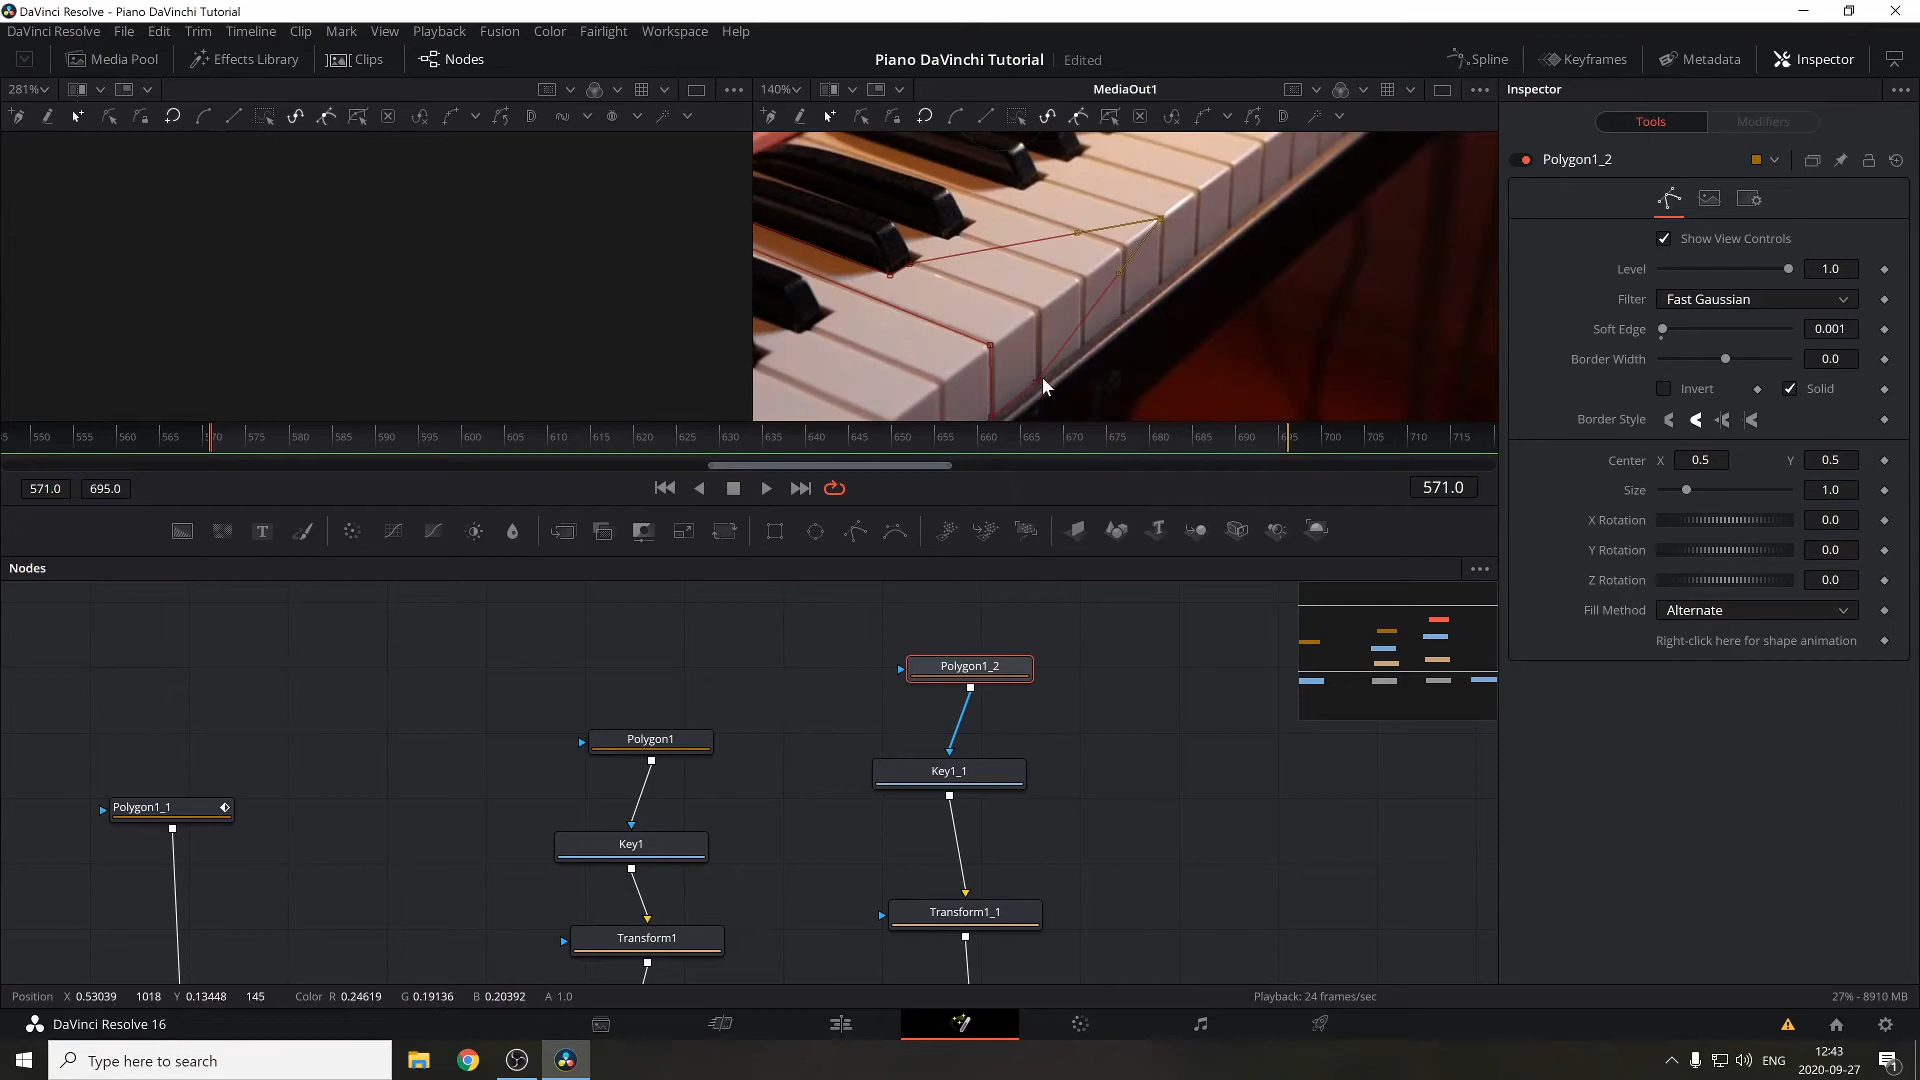 DaVinci Resolve - Piano DaVinchi Tutorial
DaVinci Resolve File Edit Trim Timeline Clip Mark View Playback Fusion Color Fairlight Workspace Help
Media Pool Effects Library Clips Nodes Piano DaVinchi Tutorial Edited Spline Keyframes Metadata Inspector
281% 140% MediaOut1 Inspector
Tools Modifiers
Polygon1_2
Show View Controls
Level 1.0
Filter Fast Gaussian
Soft Edge 0.001
Border Width 0.0
Invert Solid
Border Style
550 555 560 565 570 575 580 585 590 595 600 605 610 615 620 625 630 635 640 645 650 655 660 665 670 675 680 685 690 695 700 705 710 715
Center X 0.5 Y 0.5
571.0 695.0 571.0
Size 1.0
X Rotation 0.0
Y Rotation 0.0
Z Rotation 0.0
Fill Method Alternate
Right-click here for shape animation
Nodes
Polygon1_2
Polygon1
Key1_1
Polygon1_1
Key1
Transform1_1
Transform1
Position X 0.53039 1018 Y 0.13448 145 Color R 0.24619 G 0.19136 B 0.20392 A 1.0 Playback: 24 frames/sec 27% - 8910 MB
DaVinci Resolve 16
Type here to search
ENG
12:43
2020-09-27
1